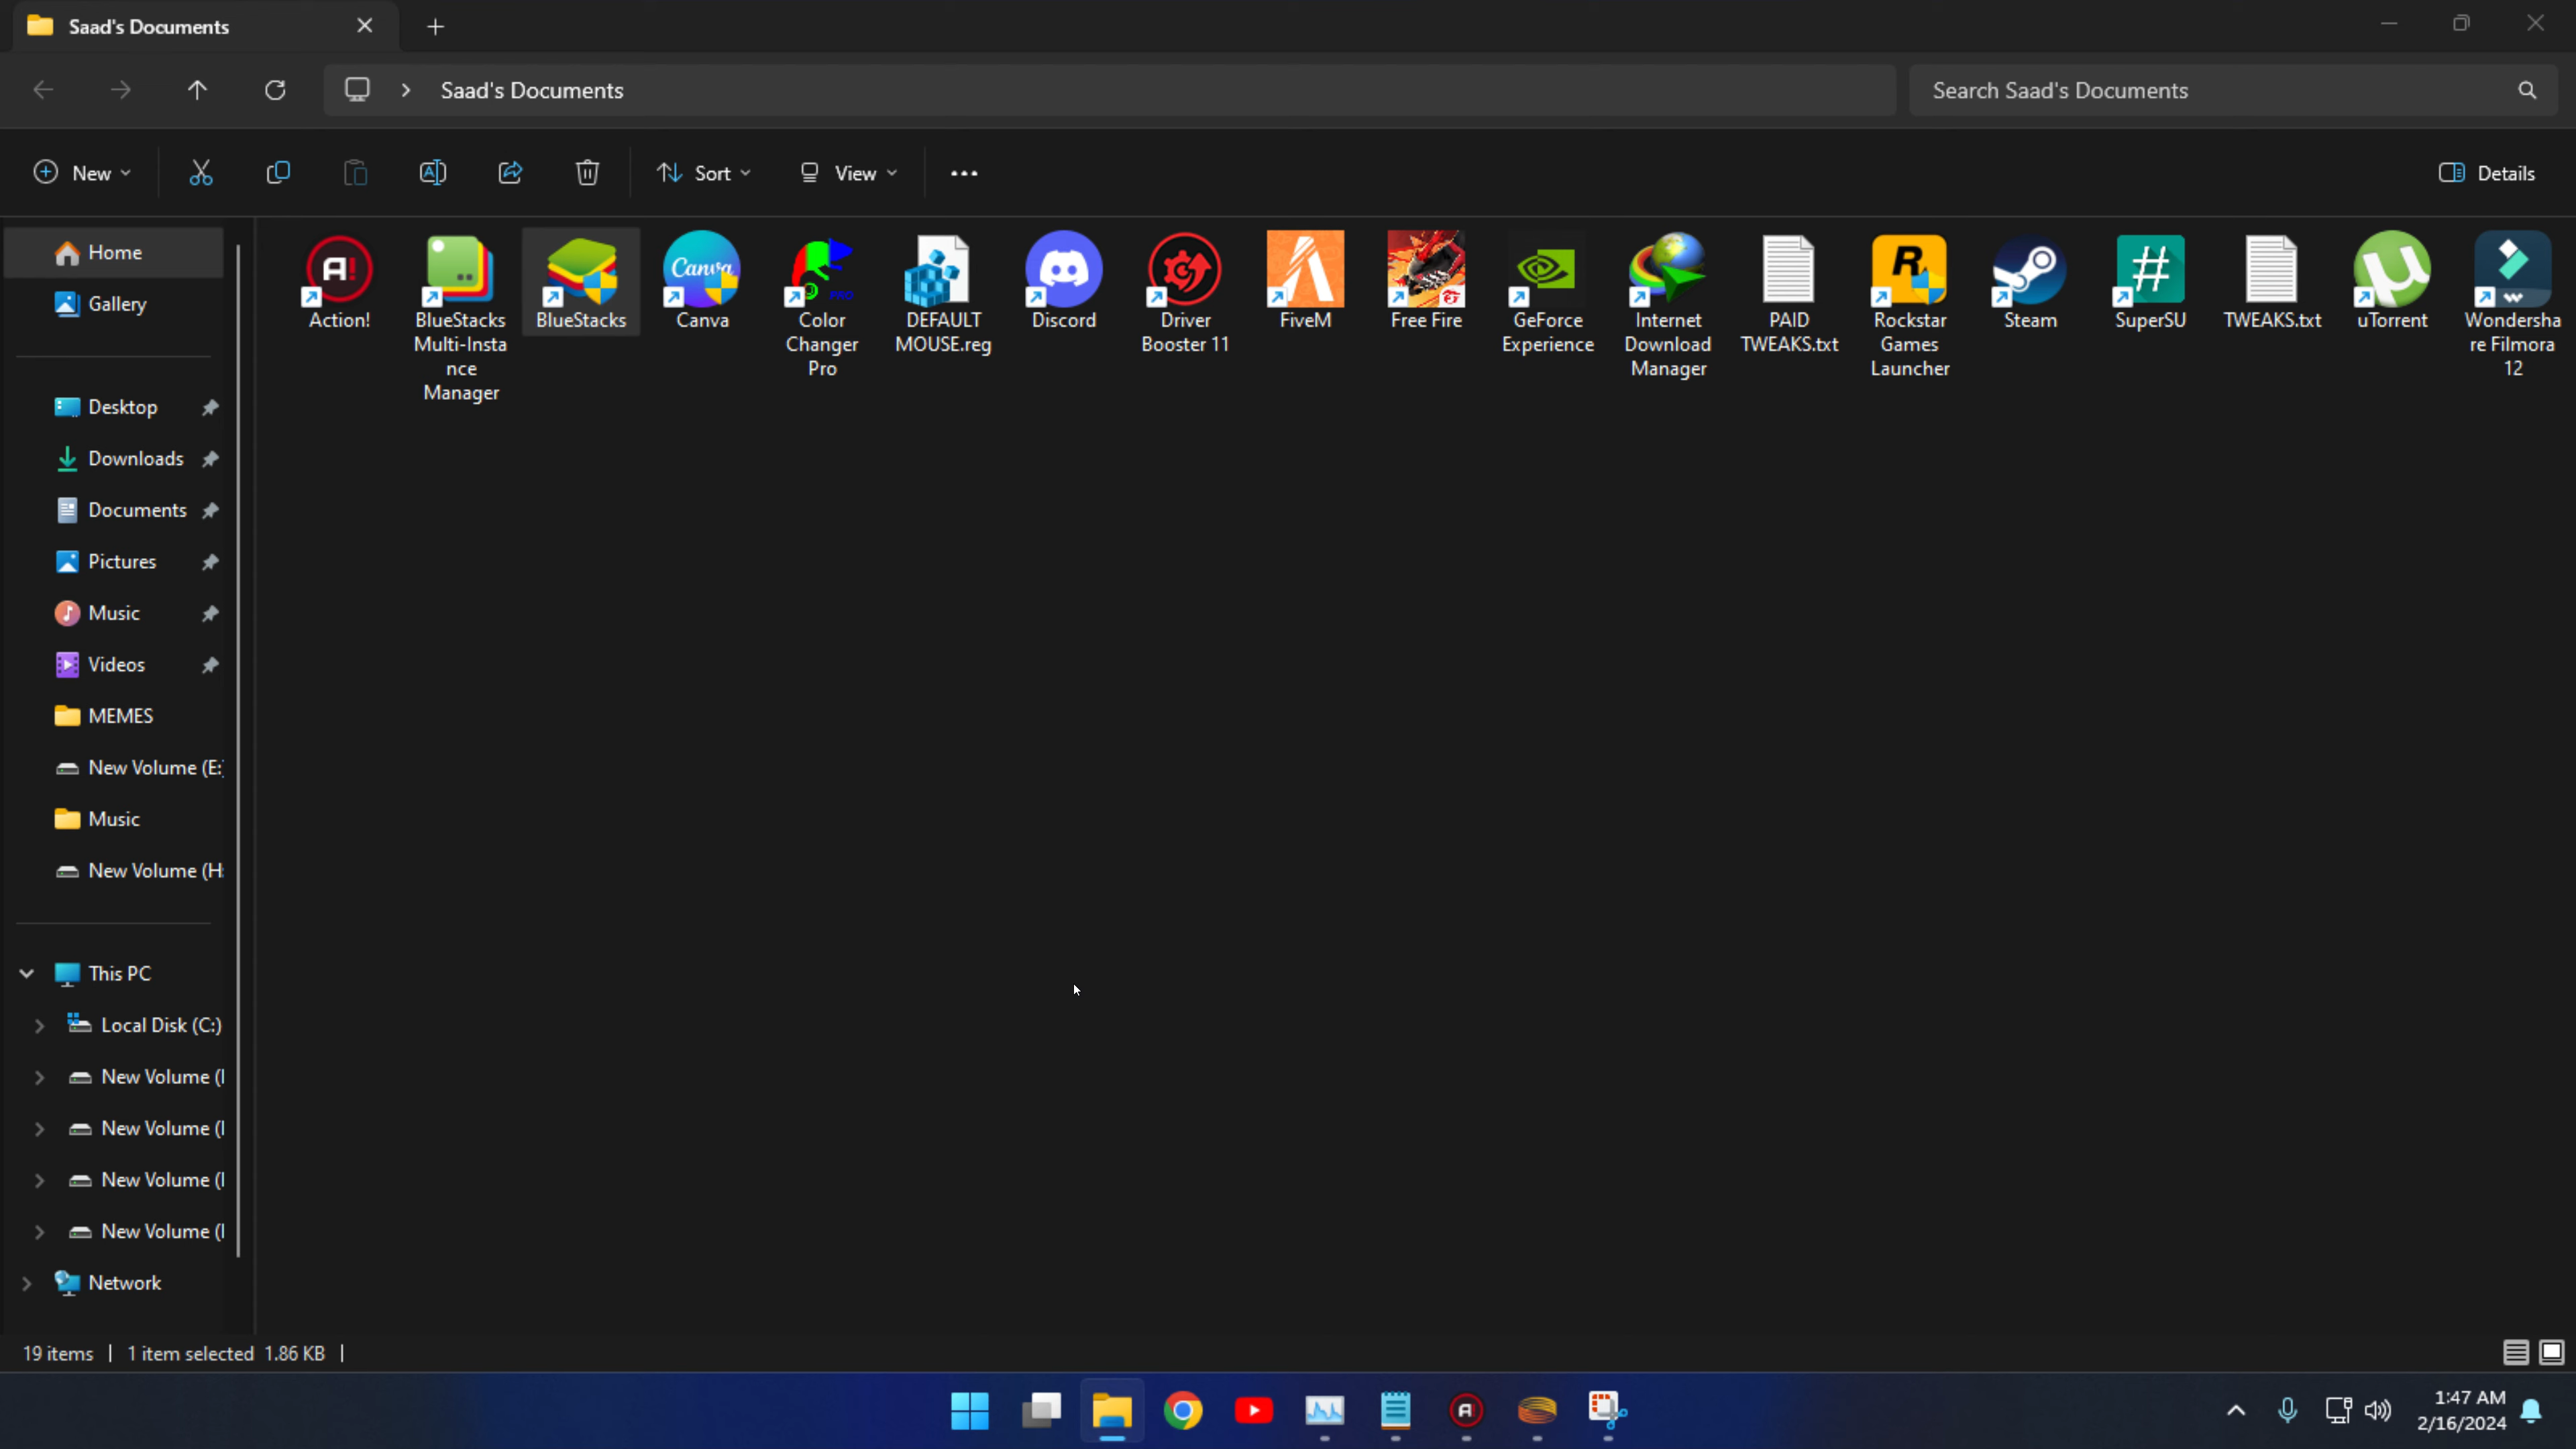 Saad's Documents
Saad's Documents
Search Saad's Documents
New
Sort
View
Details
Home
Gallery
Desktop
Downloads
Documents
Pictures
Music
Videos
MEMES
New Volume (E:)
Music
New Volume (H:
This PC
Local Disk (C:)
New Volume (
New Volume (
New Volume (
New Volume (
Network
A!
Action!
BlueStacks
Multi-Insta
nce
Manager
BlueStacks
Canva
Canva
PRO
Color
Changer
Pro
DEFAULT
MOUSE.reg
Discord
Driver
Booster 11
FiveM
Free Fire
GeForce
Experience
Internet
Download
Manager
PAID
TWEAKS.txt
R
Rockstar
Games
Launcher
Steam
#
SuperSU
TWEAKS.txt
µ
uTorrent
Wondersha
re Filmora
12
19 items
1 item selected 1.86 KB
A!
1:47 AM
2/16/2024